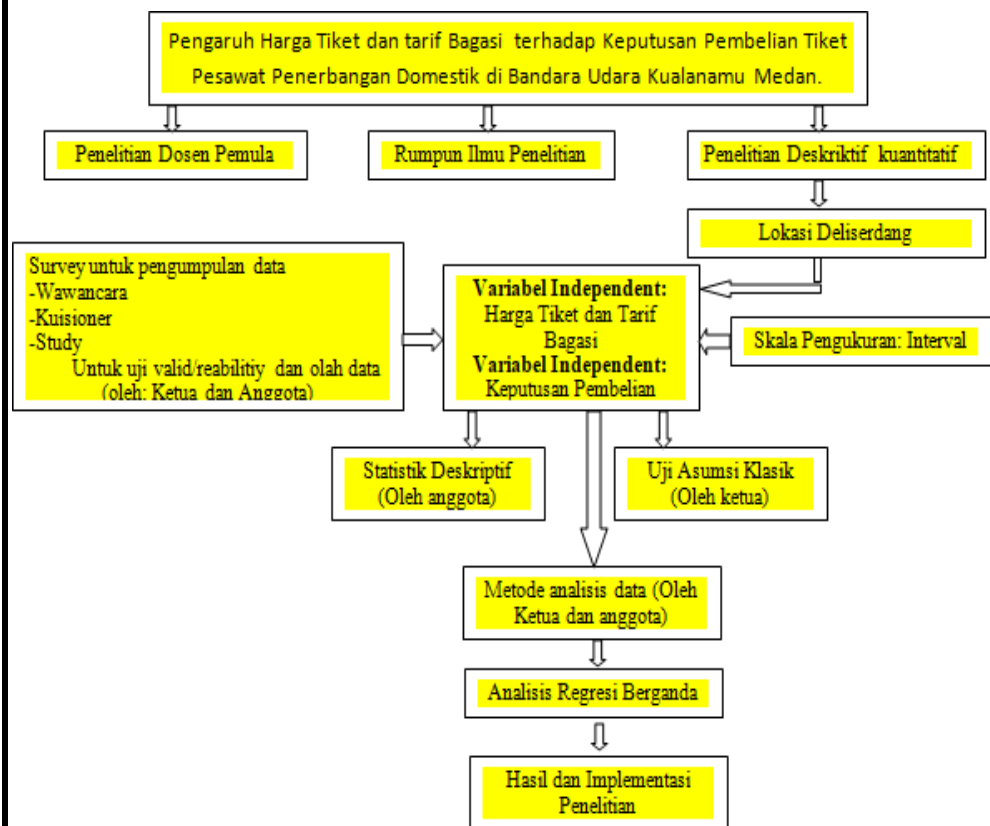 Pengaruh Harga Tiket dan tarif Bagasi terhadap Keputusan Pembelian Tiket
Pesawat Penerbangan Domestik di Bandara Udara Kualanamu Medan.
Penelitian Dosen Pemula
Rumpun Ilmu Penelitian
Penelitian Deskriktif kuantitatif
Lokasi Deliserdang
Survey untuk pengumpulan data
-Wawancara
-Kuisioner
-Study
Untuk uji valid/reabilitiy dan olah data
(oleh: Ketua dan Anggota)
Variabel Independent:
Harga Tiket dan Tarif
Bagasi
Variabel Independent:
Keputusan Pembelian
Skala Pengukuran: Interval
Statistik Deskriptif
(Oleh anggota)
Uji Asumsi Klasik
(Oleh ketua)
Metode analisis data (Oleh
Ketua dan anggota)
Analisis Regresi Berganda
Hasil dan Implementasi
Penelitian